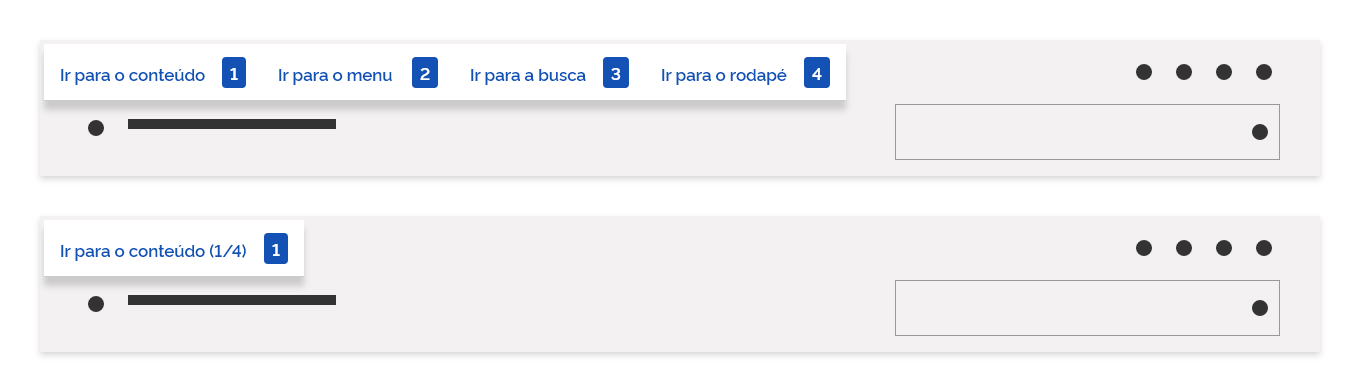 Ir para o conteúdo 1 Ir para o menu 2 Ir para a busca 3 Ir para o rodapé 4
Ir para o conteúdo (1/4) 1